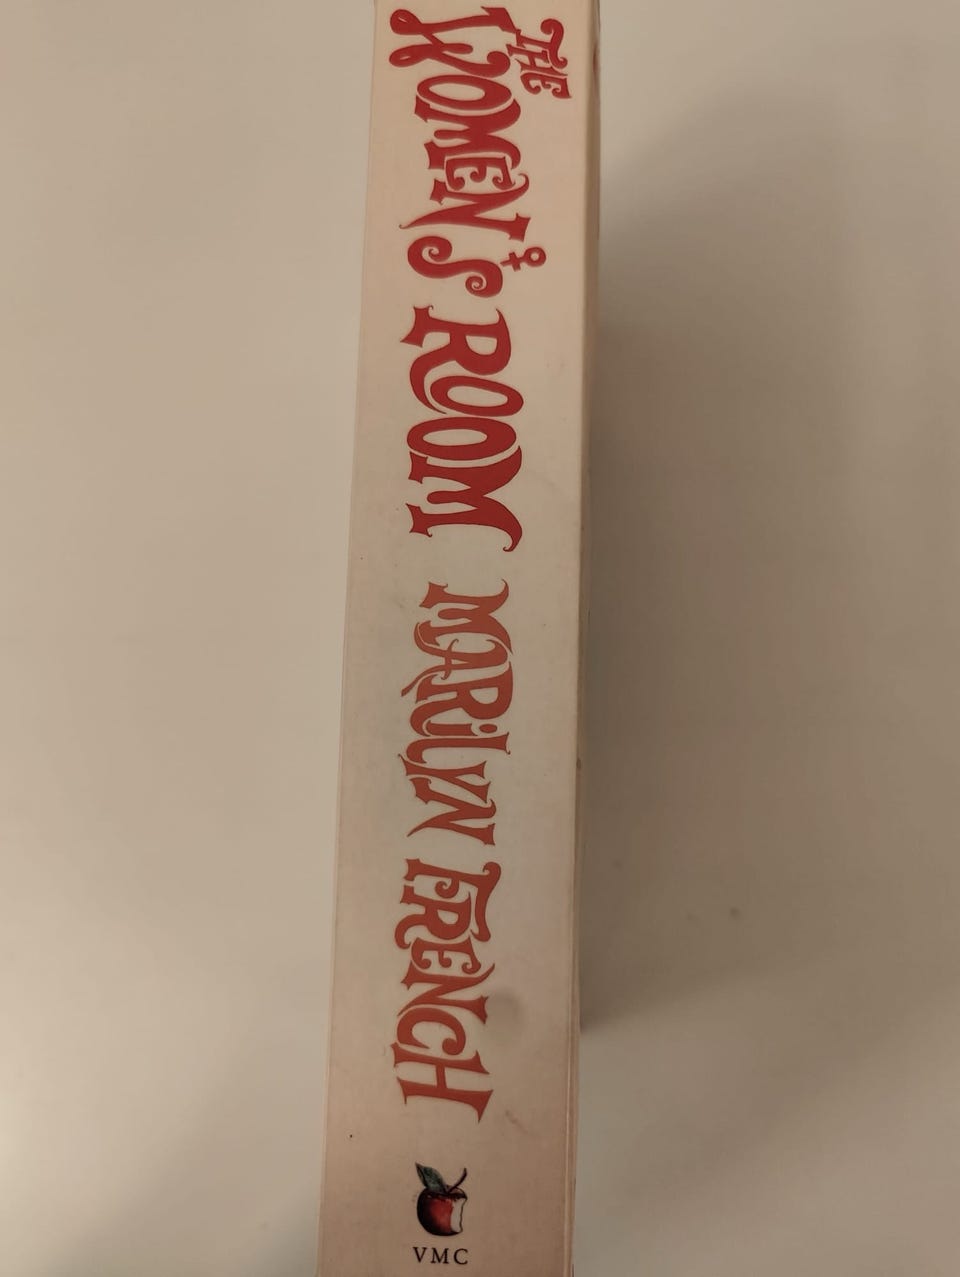 THE
WOMEN'S ROOM
MARiLYN FRENCH
VMC